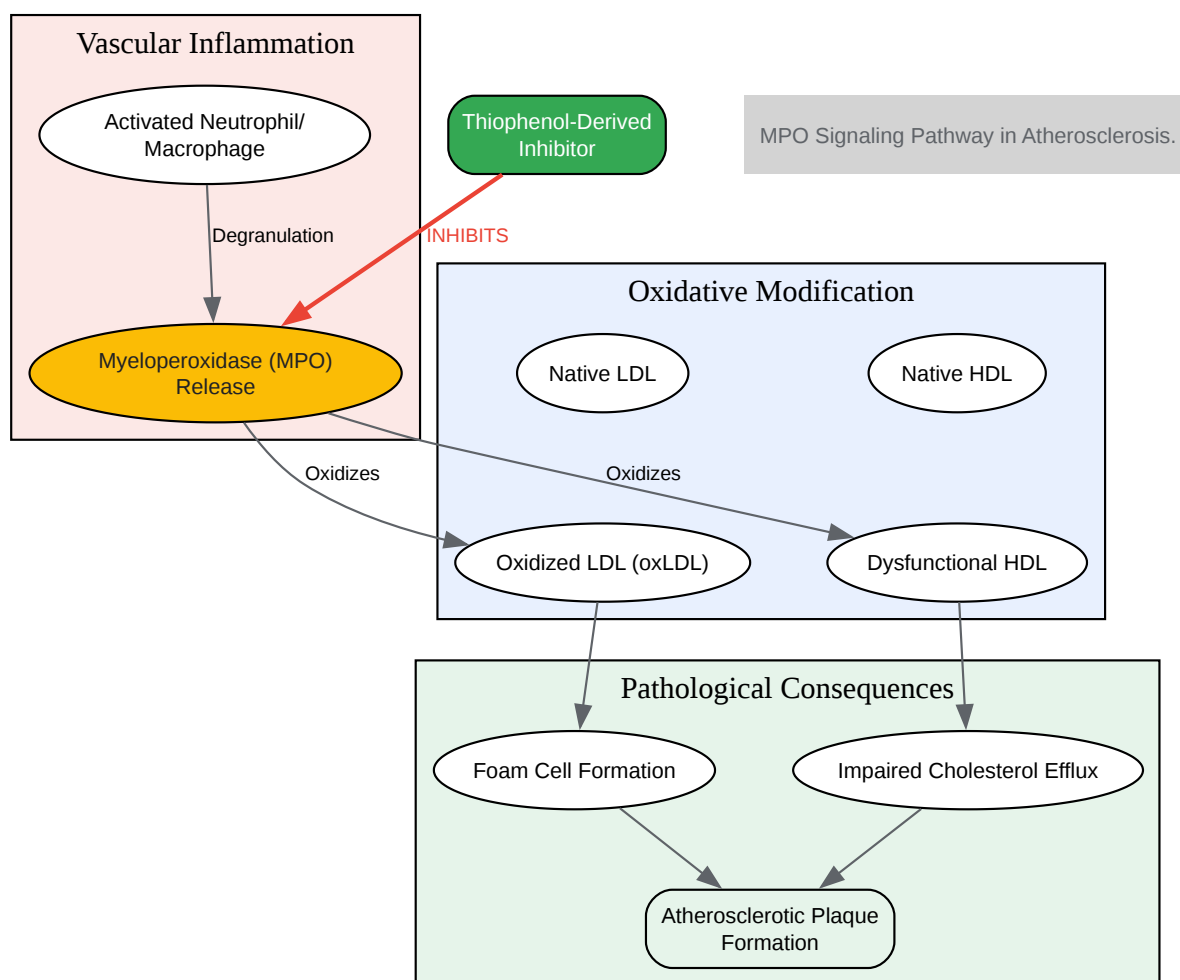 Vascular Inflammation
Activated Neutrophil/
Macrophage
Thiophenol-Derived
Inhibitor
MPO Signaling Pathway in Atherosclerosis.
Degranulation
INHIBITS
Oxidative Modification
Myeloperoxidase (MPO)
Release
Native LDL
Native HDL
Oxidizes
Oxidizes
Oxidized LDL (oxLDL)
Dysfunctional HDL
Pathological Consequences
Foam Cell Formation
Impaired Cholesterol Efflux
Atherosclerotic Plaque
Formation